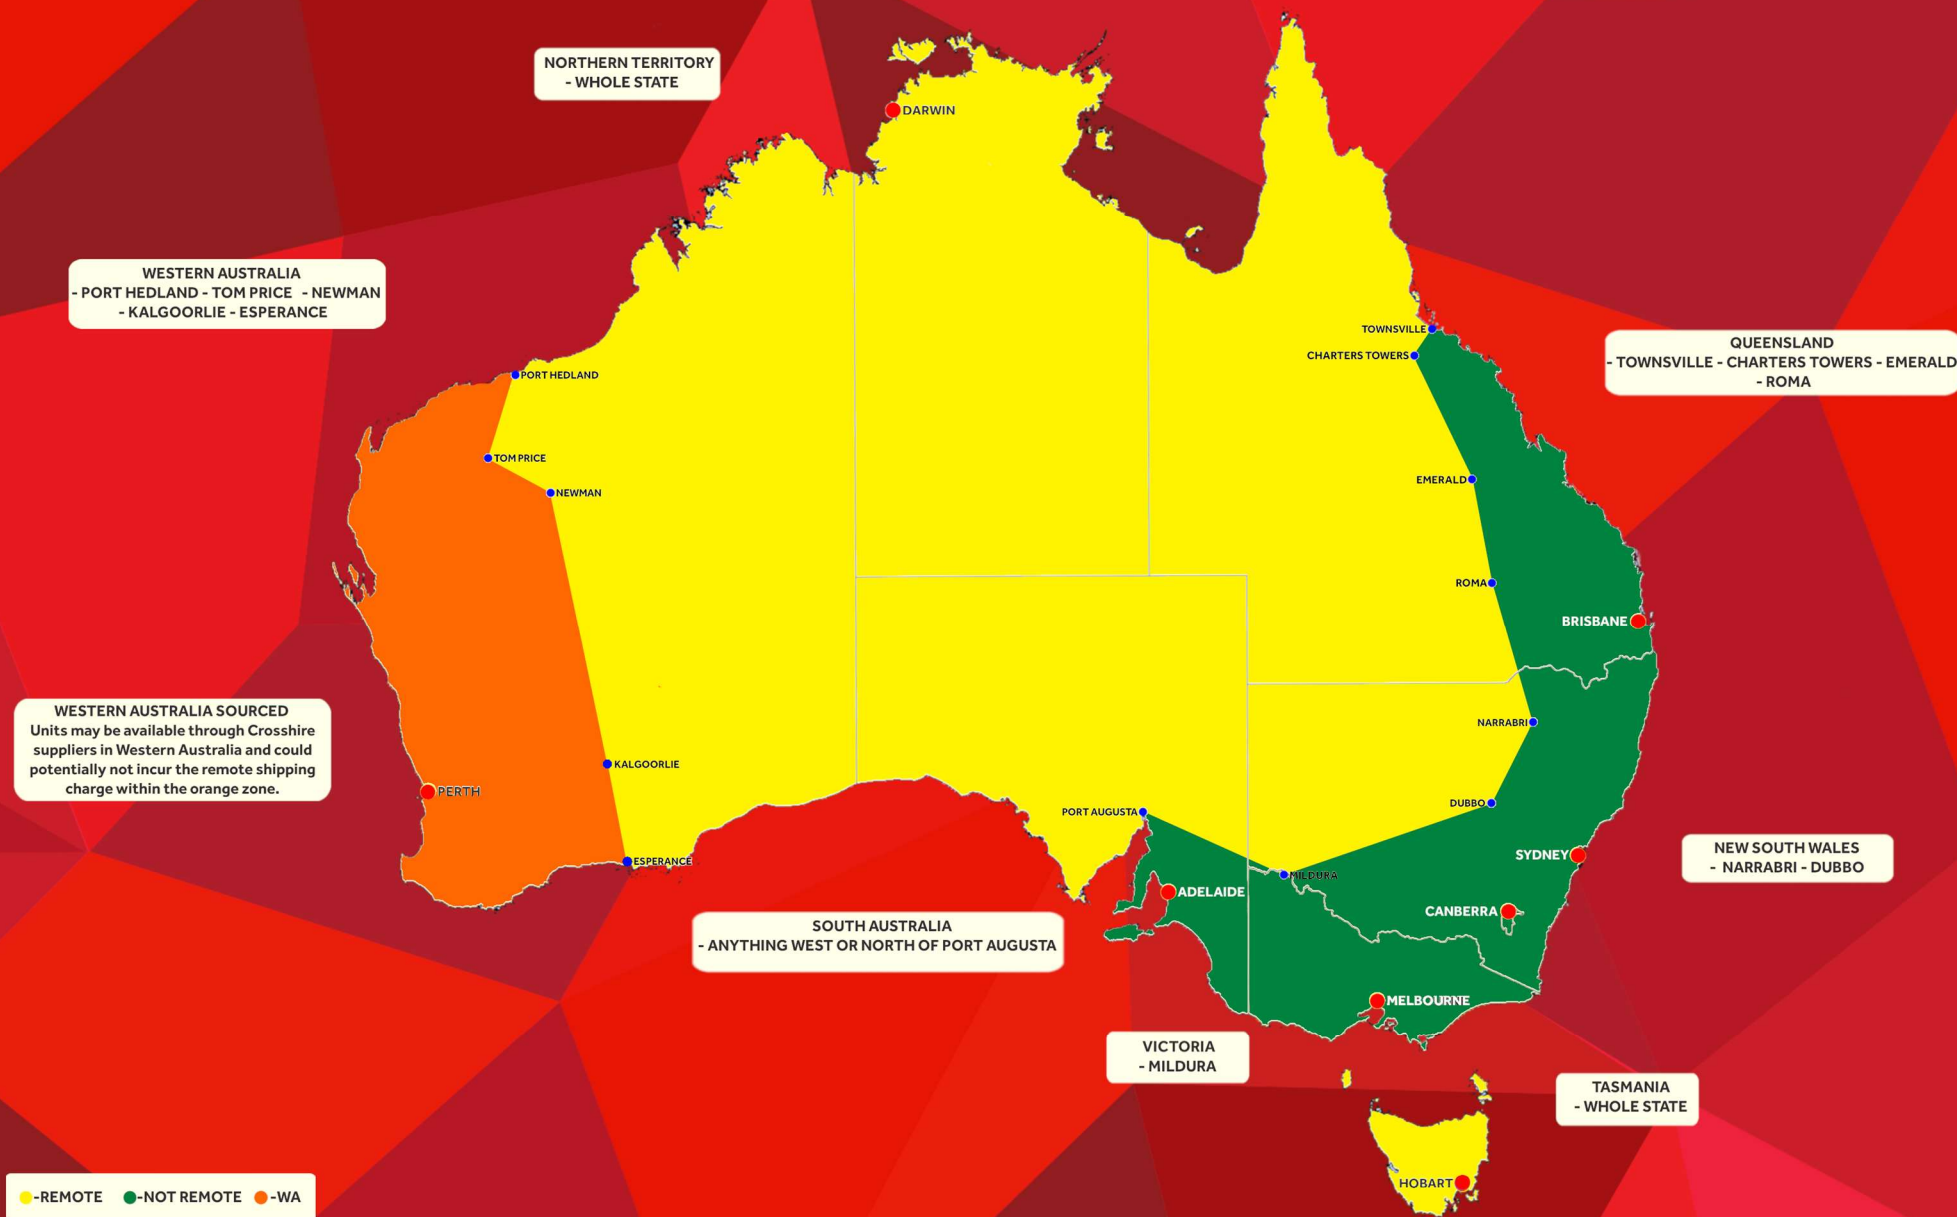 NORTHERN TERRITORY
- WHOLE STATE
DARWIN
WESTERN AUSTRALIA
- PORT HEDLAND - TOM PRICE - NEWMAN
- KALGOORLIE - ESPERANCE
TOWNSVILLE
CHARTERS TOWERS
QUEENSLAND
- TOWNSVILLE - CHARTERS TOWERS - EMERALD
- ROMA
PORT HEDLAND
TOM PRICE
NEWMAN
EMERALD
ROMA
BRISBANE
WESTERN AUSTRALIA SOURCED
Units may be available through Crosshire
suppliers in Western Australia and could
potentially not incur the remote shipping
charge within the orange zone.
NARRABRI
KALGOORLIE
PERTH
PORT AUGUSTA
DUBBO
ESPERANCE
SYDNEY
NEW SOUTH WALES
- NARRABRI - DUBBO
MILDURA
ADELAIDE
CANBERRA
SOUTH AUSTRALIA
- ANYTHING WEST OR NORTH OF PORT AUGUSTA
MELBOURNE
VICTORIA
- MILDURA
TASMANIA
- WHOLE STATE
HOBART
-REMOTE -NOT REMOTE -WA